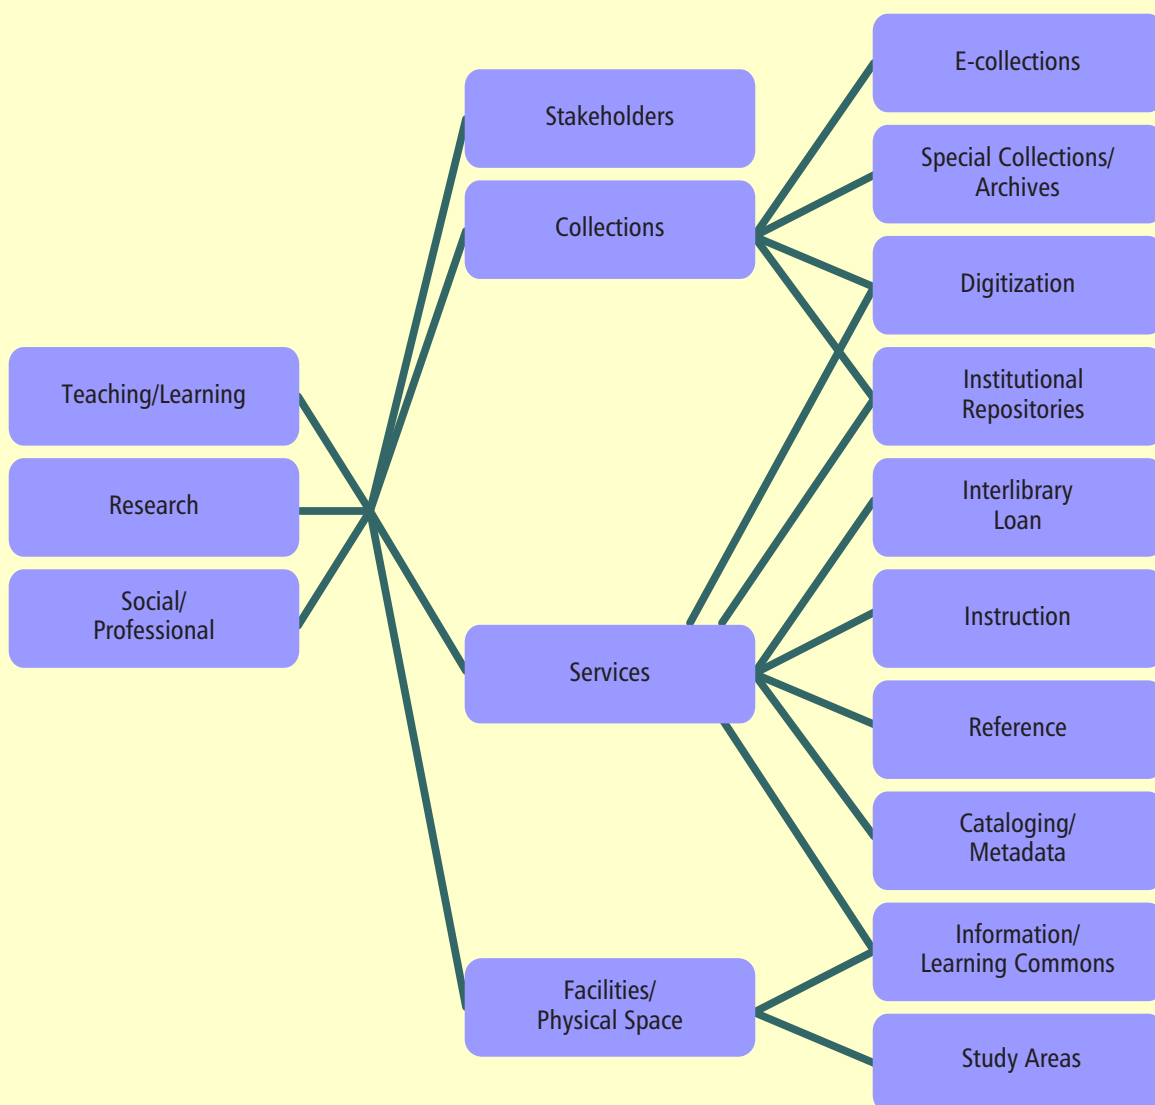 Teaching/Learning
Research
Social/
Professional
Stakeholders
Collections
Services
Facilities/
Physical Space
E-collections
Special Collections/
Archives
Digitization
Institutional
Repositories
Interlibrary
Loan
Instruction
Reference
Cataloging/
Metadata
Information/
Learning Commons
Study Areas